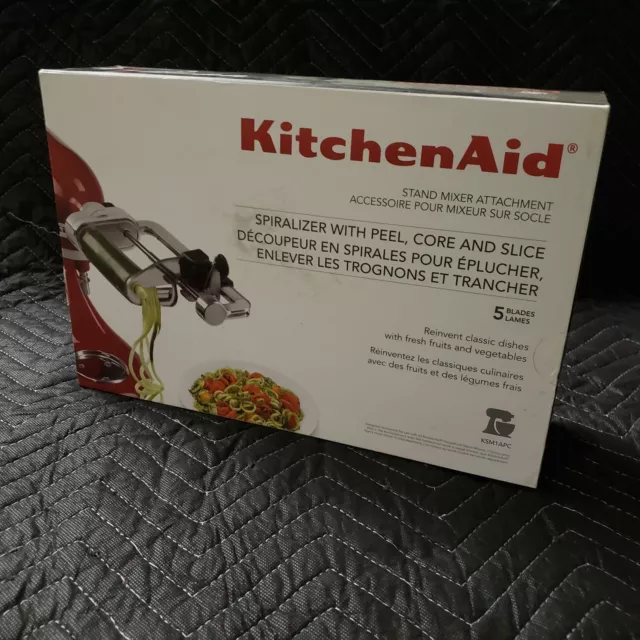 KitchenAid®
STAND MIXER ATTACHMENT
ACCESSOIRE POUR MIXEUR SUR SOCLE
SPIRALIZER WITH PEEL, CORE AND SLICE
DÉCOUPEUR EN SPIRALES POUR ÉPLUCHER,
ENLEVER LES TROGNONS ET TRANCHER
5 BLADES
LAMES
Reinvent classic dishes
with fresh fruits and vegetables
Réinventez les classiques culinaires
avec des fruits et des légumes frais
KSM1APC